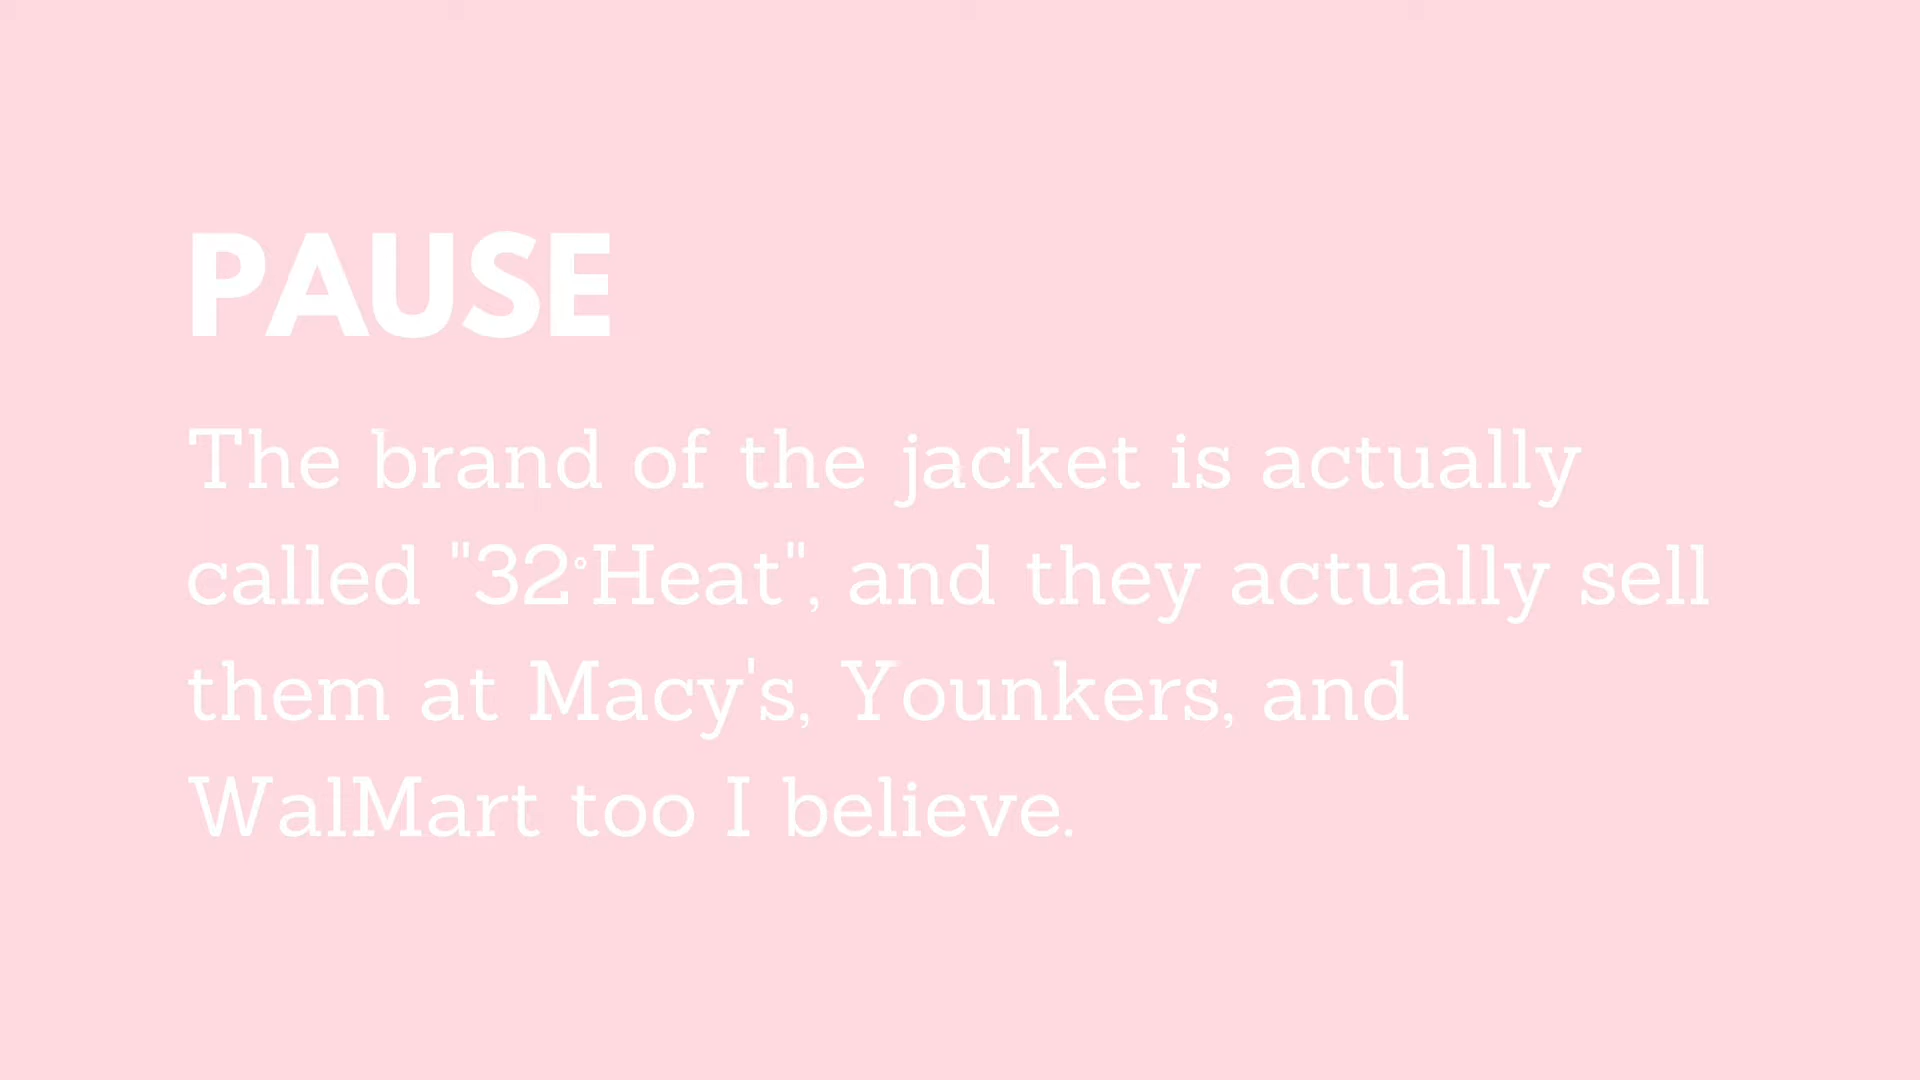 PAUSE
The brand of the jacket is actually
called "32°Heat", and they actually sell
them at Macy's, Younkers, and
WalMart too I believe.